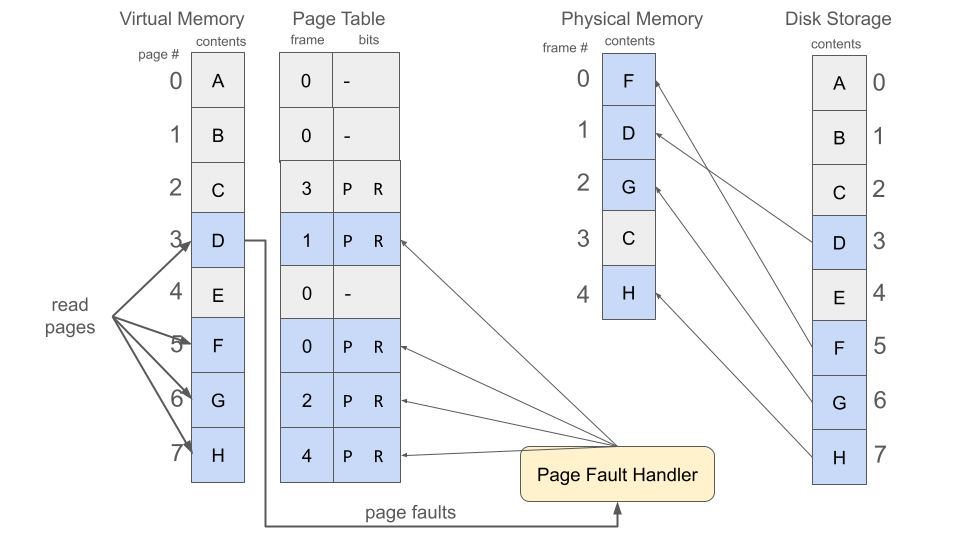 Virtual Memory Page Table Physical Memory Disk Storage
contents frame bits contents contents
page # frame #
0 A 0 - 0 F A 0
1 B 0 - 1 D B 1
2 C 3 P R 2 G C 2
3 D 1 P R 3 C D 3
4 E 0 - 4 H E 4
read
pages
5 F 0 P R F 5
6 G 2 P R G 6
7 H 4 P R H 7
Page Fault Handler
page faults